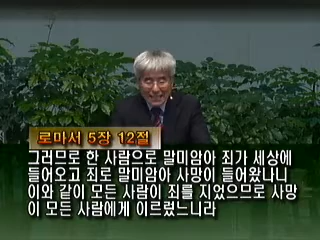 로마서 5장 12절
그러므로 한 사람으로 말미암아 죄가 세상에
들어오고 죄로 말미암아 사망이 들어왔나니
이와 같이 모든 사람이 죄를 지었으므로 사망
이 모든 사람에게 이르렀느니라